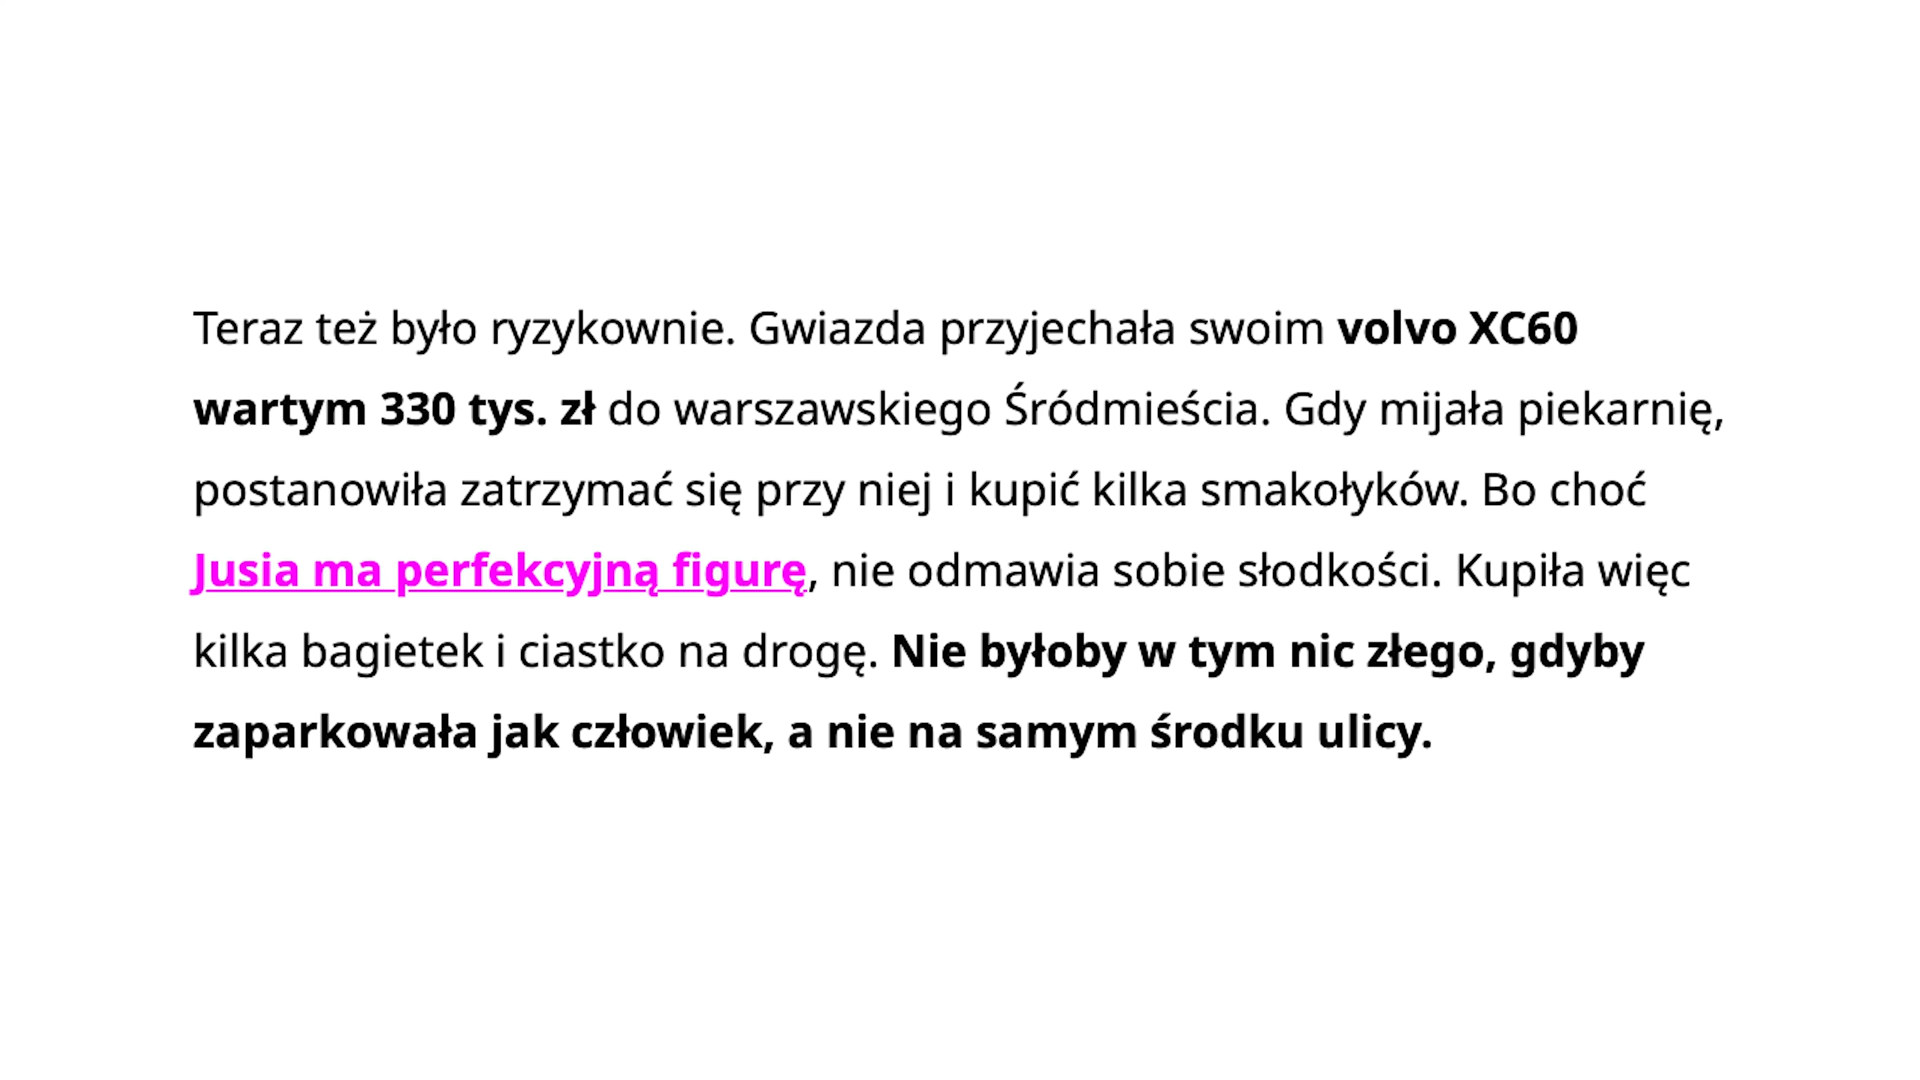 Teraz też było ryzykownie. Gwiazda przyjechała swoim volvo XC60
wartym 330 tys. zł do warszawskiego Śródmieścia. Gdy mijała piekarnię,
postanowiła zatrzymać się przy niej i kupić kilka smakołyków. Bo choć
Jusia ma perfekcyjną figurę, nie odmawia sobie słodkości. Kupiła więc
kilka bagietek i ciastko na drogę. Nie byłoby w tym nic złego, gdyby
zaparkowała jak człowiek, a nie na samym środku ulicy.